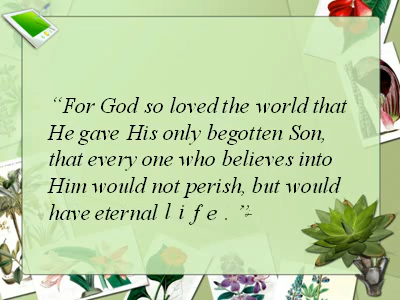 “For God so loved the world that
He gave His only begotten Son,
that every one who believes into
Him would not perish, but would
have eternal l i f e . ”